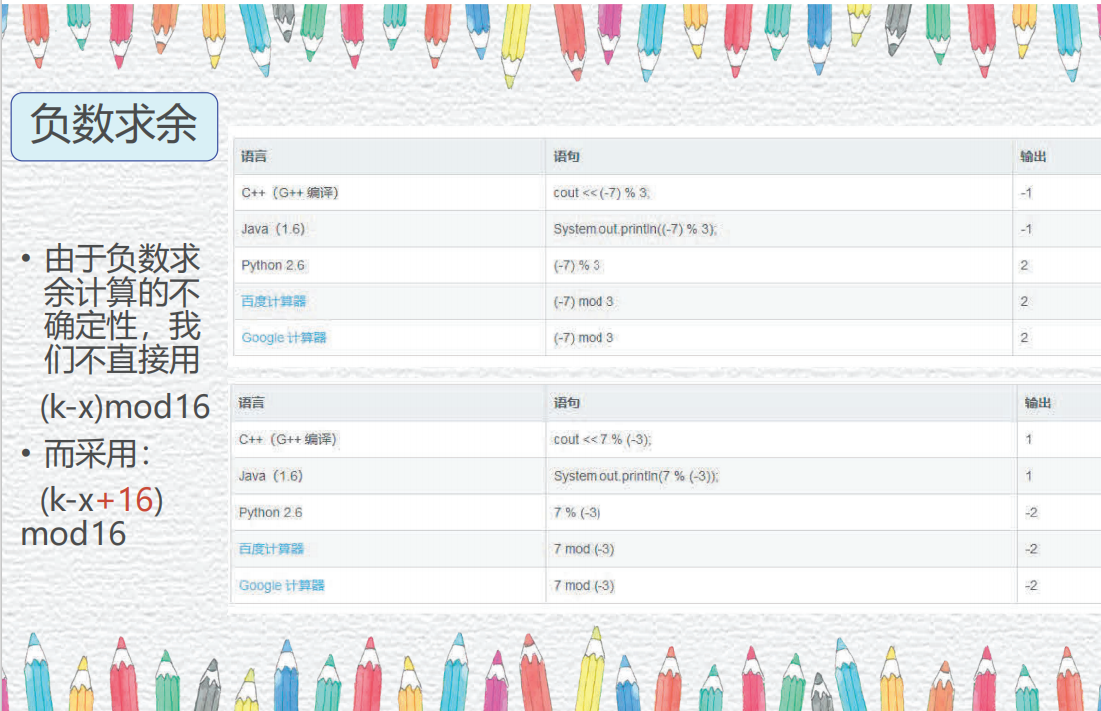 负数求余
• 由于负数求
余计算的不
确定性，我
们不直接用
(k-x)mod16
• 而采用：
(k-x+16)
mod16
语言 语句 输出
C++（G++ 编译） cout << (-7) % 3; -1
Java（1.6） System.out.println((-7) % 3); -1
Python 2.6 (-7) % 3 2
百度计算器 (-7) mod 3 2
Google 计算器 (-7) mod 3 2
语言 语句 输出
C++（G++ 编译） cout << 7 % (-3); 1
Java（1.6） System.out.println(7 % (-3)); 1
Python 2.6 7 % (-3) -2
百度计算器 7 mod (-3) -2
Google 计算器 7 mod (-3) -2